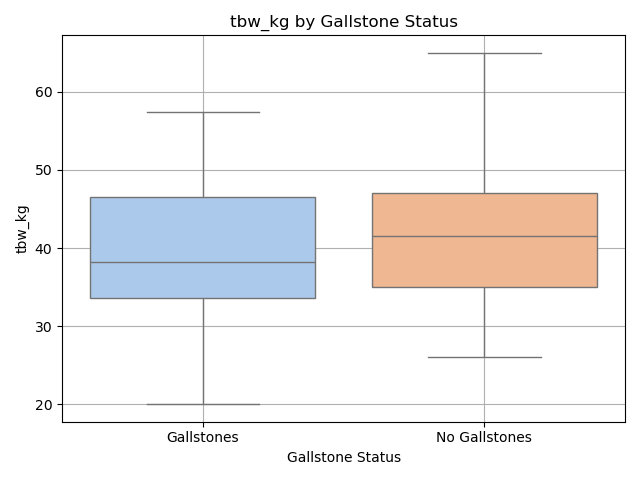 tbw_kg by Gallstone Status
tbw_kg
60
50
40
30
20
Gallstones
No Gallstones
Gallstone Status